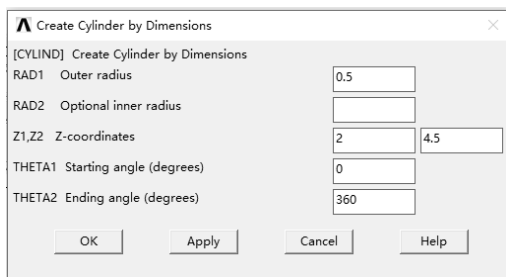 Create Cylinder by Dimensions
[CYLIND] Create Cylinder by Dimensions
RAD1 Outer radius 0.5
RAD2 Optional inner radius
Z1,Z2 Z-coordinates 2 4.5
THETA1 Starting angle (degrees) 0
THETA2 Ending angle (degrees) 360
OK Apply Cancel Help